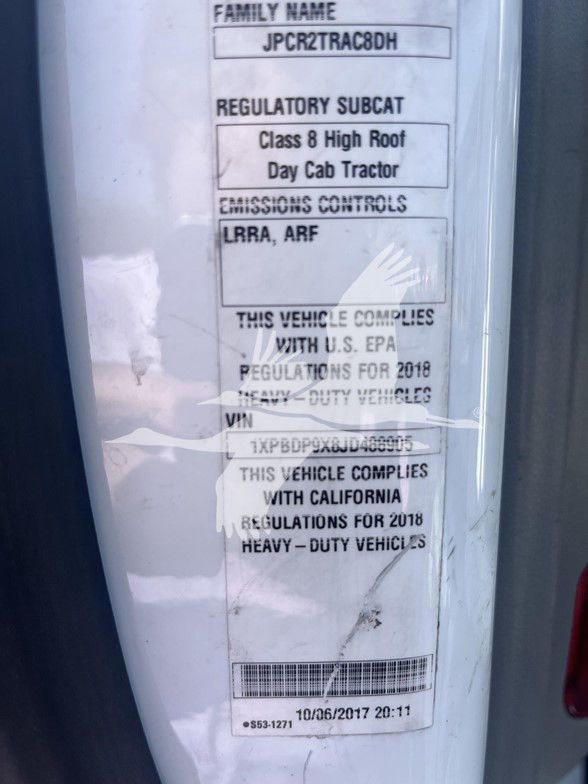 FAMILY NAME
JPCR2TRAC8DH
REGULATORY SUBCAT
Class 8 High Roof
Day Cab Tractor
EMISSIONS CONTROLS
LRRA, ARF
THIS VEHICLE COMPLIES
WITH U.S. EPA
REGULATIONS FOR 2018
HEAVY-DUTY VEHICLES
VIN
1XPBDP9X8JD488905
THIS VEHICLE COMPLIES
WITH CALIFORNIA
REGULATIONS FOR 2018
HEAVY-DUTY VEHICLES
S53-1271 10/06/2017 20:11